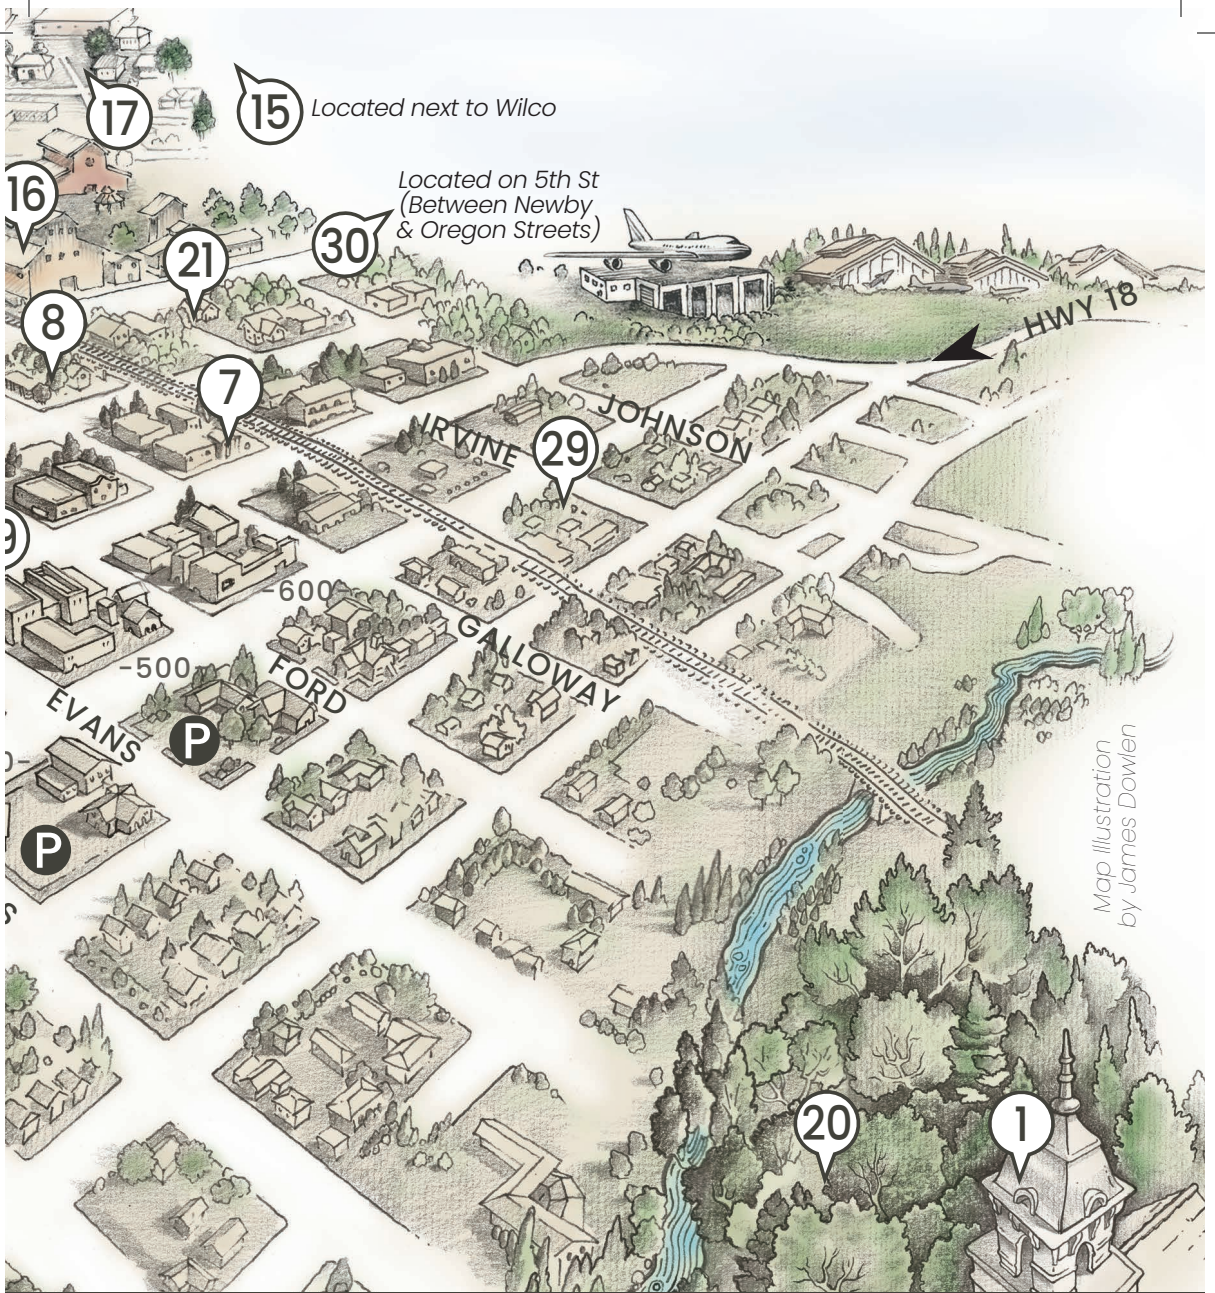 17
15
Located next to Wilco
16
Located on 5th St
(Between Newby
& Oregon Streets)
30
21
8
HWY 18
7
IRVINE
JOHNSON
29
-600-
GALLOWAY
-500-
FORD
EVANS
P
P
Map Illustration
by James Dowlen
20
1